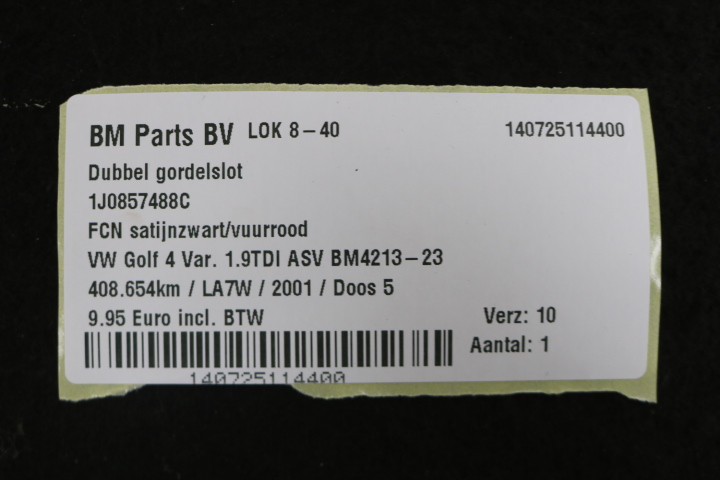 BM Parts BV LOK 8-40 140725114400
Dubbel gordelslot
1J0857488C
FCN satijnzwart/vuurrood
VW Golf 4 Var. 1.9TDI ASV BM4213-23
408.654km / LA7W / 2001 / Doos 5
9.95 Euro incl. BTW Verz: 10
Aantal: 1
140725114400